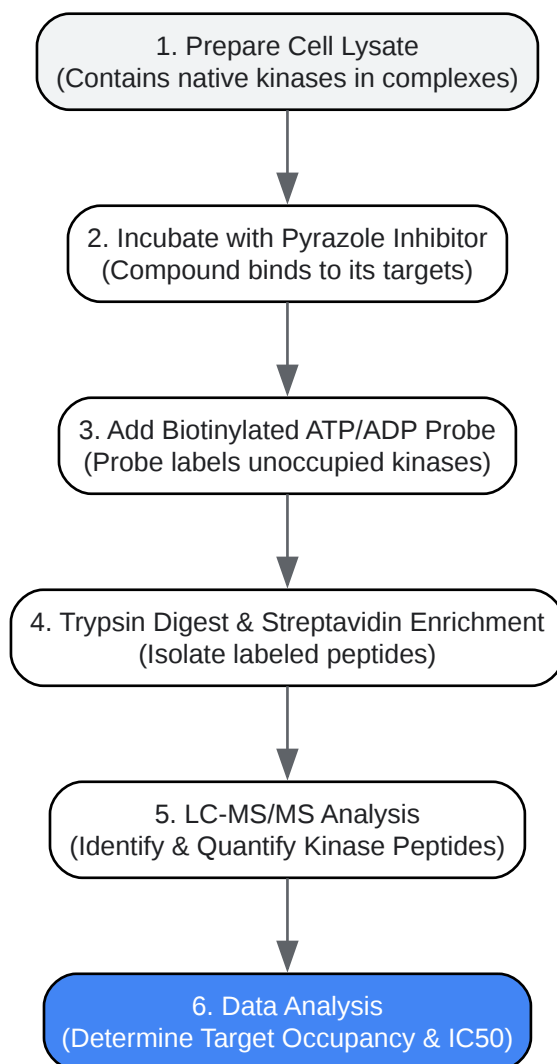 1. Prepare Cell Lysate
(Contains native kinases in complexes)
2. Incubate with Pyrazole Inhibitor
(Compound binds to its targets)
3. Add Biotinylated ATP/ADP Probe
(Probe labels unoccupied kinases)
4. Trypsin Digest & Streptavidin Enrichment
(Isolate labeled peptides)
5. LC-MS/MS Analysis
(Identify & Quantify Kinase Peptides)
6. Data Analysis
(Determine Target Occupancy & IC50)